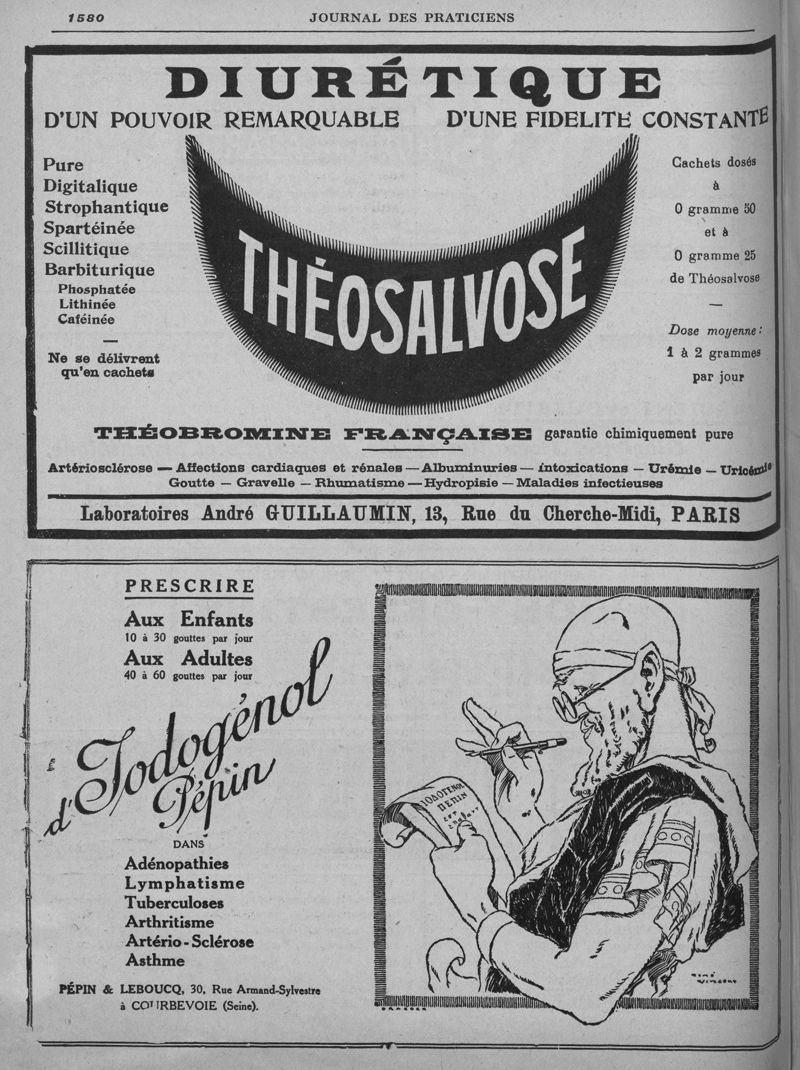 1580
JOURNAL DES PRATICIENS
DIURÉTIQUE
D'UN POUVOIR REMARQUABLE D'UNE FIDELITÉ CONSTANTE
Pure
Digitalique
Strophantique
Spartéinée
Scillitique
Barbiturique
Phosphatée
Lithinée
Caféinée
Ne se délivrent
qu'en cachets
THÉOSALVOSE
Cachets dosés
à
0 gramme 50
et à
0 gramme 25
de Théosalvose
Dose moyenne :
1 à 2 grammes
par jour
THÉOBROMINE FRANÇAISE garantie chimiquement pure
Artériosclérose — Affections cardiaques et rénales — Albuminuries — intoxications — Urémie — Uricémie
Goutte — Gravelle — Rhumatisme — Hydropisie — Maladies infectieuses
Laboratoires André GUILLAUMIN, 13, Rue du Cherche-Midi, PARIS
PRESCRIRE
Aux Enfants
10 à 30 gouttes par jour
Aux Adultes
40 à 60 gouttes par jour
d'Iodogénol
Pépin
DANS
Adénopathies
Lymphatisme
Tuberculoses
Arthritisme
Artério-Sclérose
Asthme
PÉPIN & LEBOUCQ, 30, Rue Armand-Sylvestre
à COURBEVOIE (Seine).
IODOGENOL
PEPIN
RENÉ
VINCENT